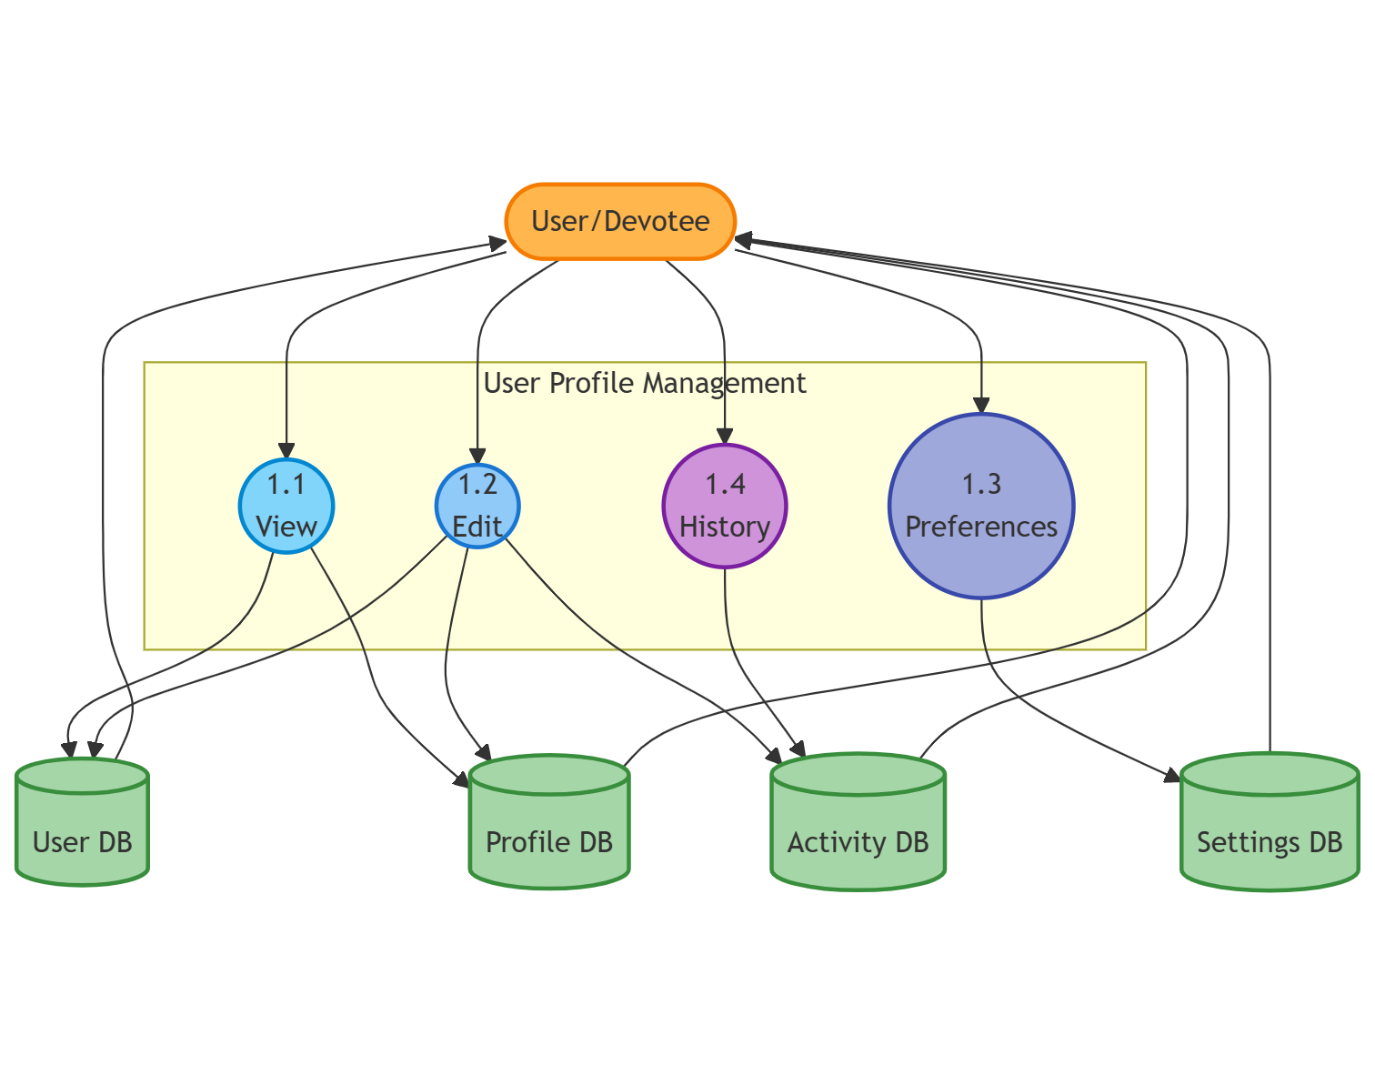 User/Devotee
User Profile Management
1.1
View
1.2
Edit
1.4
History
1.3
Preferences
User DB
Profile DB
Activity DB
Settings DB